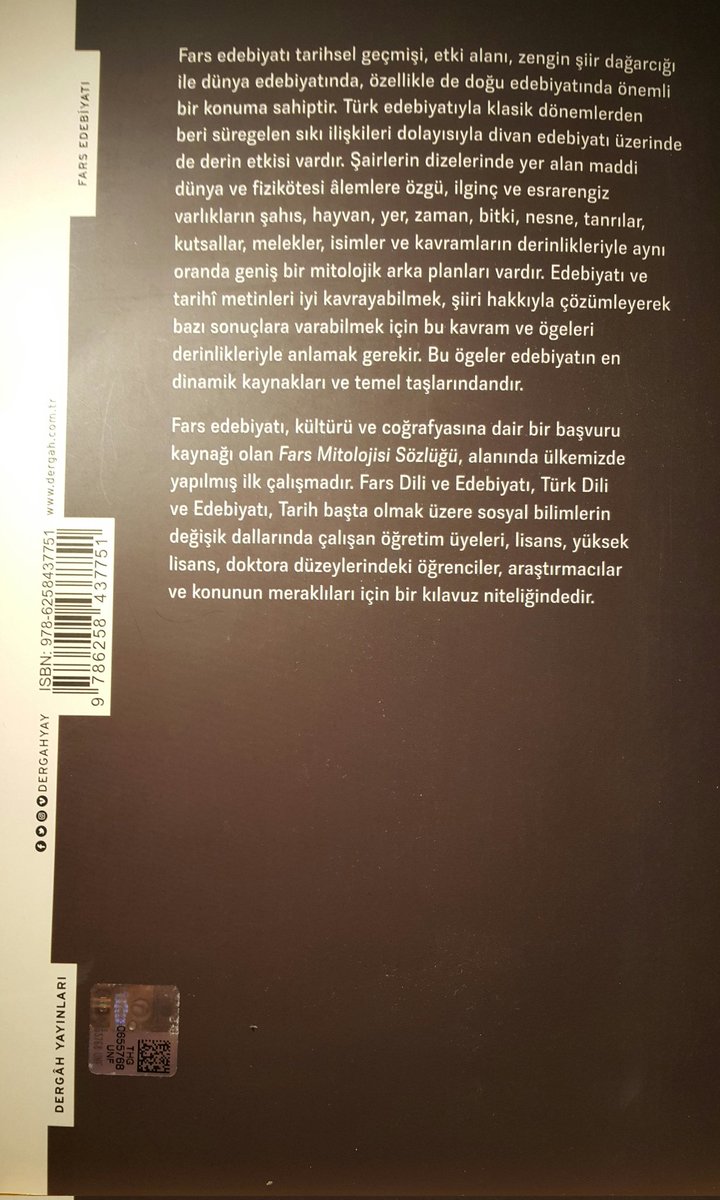 Fars edebiyatı tarihsel geçmişi, etki alanı, zengin şiir dağarcığı
ile dünya edebiyatında, özellikle de doğu edebiyatında önemli
bir konuma sahiptir. Türk edebiyatıyla klasik dönemlerden
beri süregelen sıkı ilişkileri dolayısıyla divan edebiyatı üzerinde
de derin etkisi vardır. Şairlerin dizelerinde yer alan maddi
dünya ve fizikötesi âlemlere özgü, ilginç ve esrarengiz
varlıkların şahıs, hayvan, yer, zaman, bitki, nesne, tanrılar,
kutsallar, melekler, isimler ve kavramların derinlikleriyle aynı
oranda geniş bir mitolojik arka planları vardır. Edebiyatı ve
tarihî metinleri iyi kavrayabilmek, şiiri hakkıyla çözümleyerek
bazı sonuçlara varabilmek için bu kavram ve ögeleri
derinlikleriyle anlamak gerekir. Bu ögeler edebiyatın en
dinamik kaynakları ve temel taşlarındandır.
Fars edebiyatı, kültürü ve coğrafyasına dair bir başvuru
kaynağı olan Fars Mitolojisi Sözlüğü, alanında ülkemizde
yapılmış ilk çalışmadır. Fars Dili ve Edebiyatı, Türk Dili
ve Edebiyatı, Tarih başta olmak üzere sosyal bilimlerin
değişik dallarında çalışan öğretim üyeleri, lisans, yüksek
lisans, doktora düzeylerindeki öğrenciler, araştırmacılar
ve konunun meraklıları için bir kılavuz niteliğindedir.
FARS EDEBİYATI
www.dergah.com.tr
ISBN: 978-6258437751
9 786258 437751
DERGAHYAY
DERGÂH YAYINLARI
THG
UNF
0655768